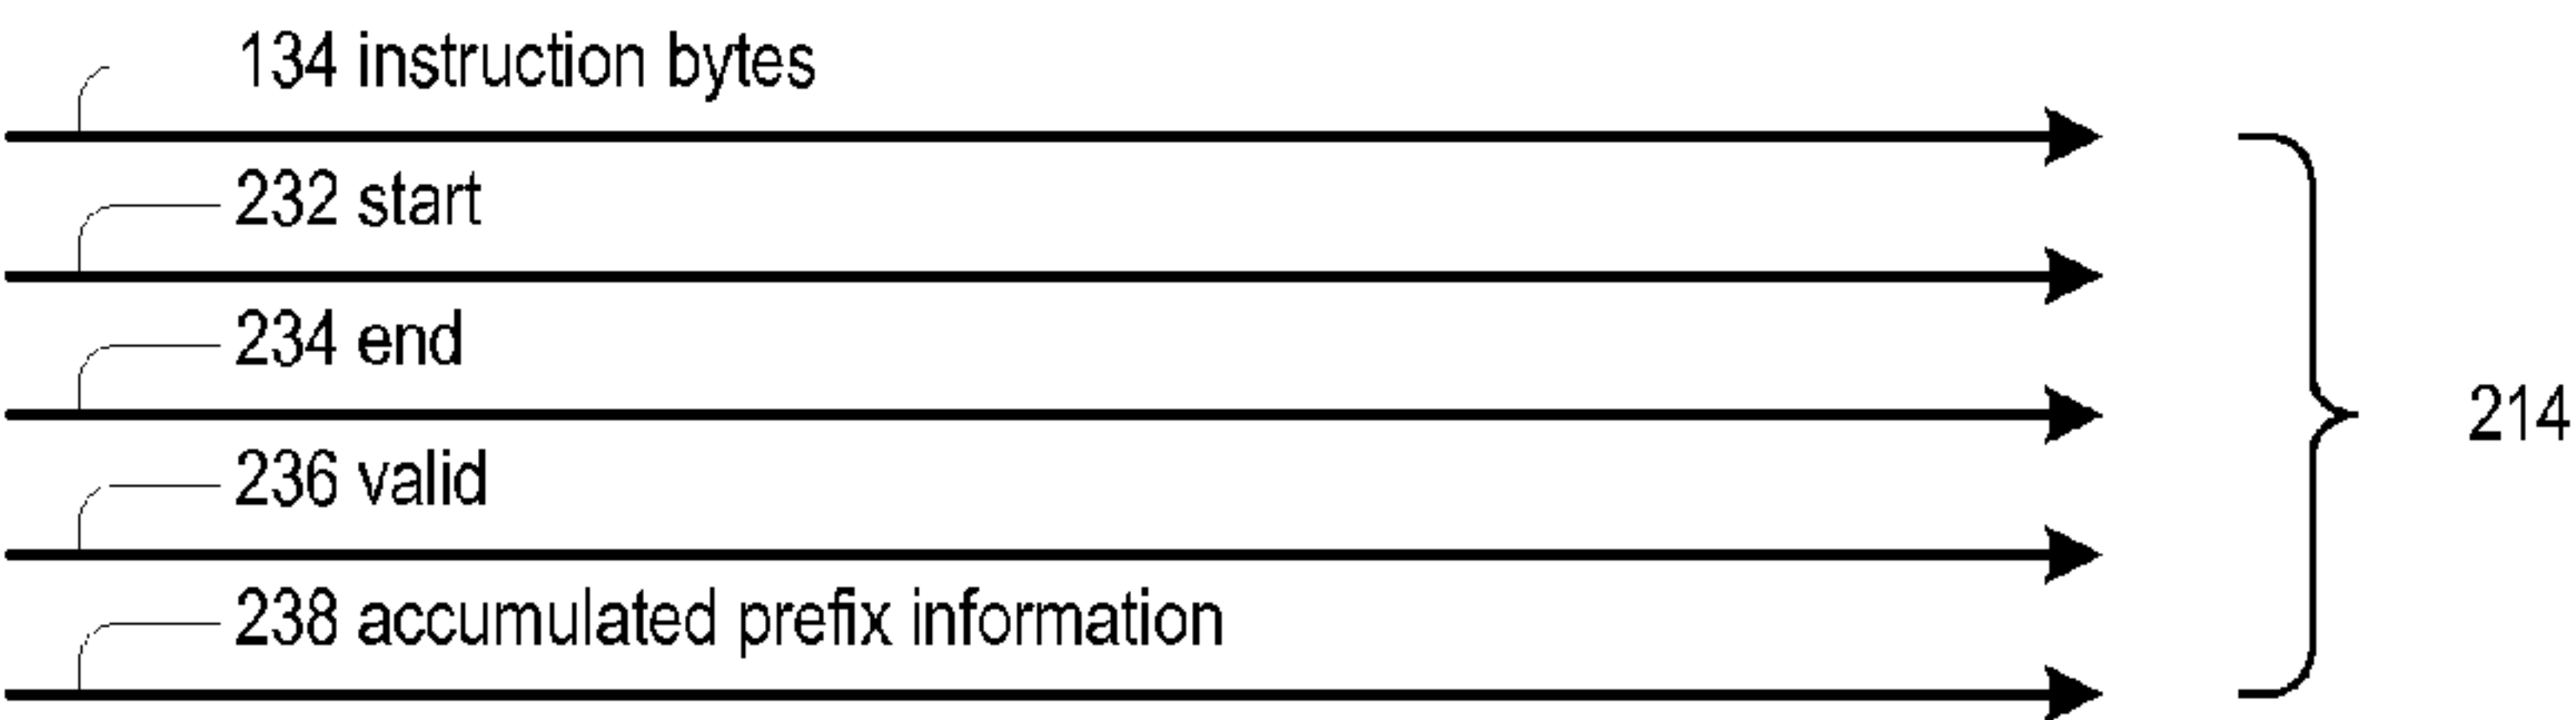 134 instruction bytes
232 start
234 end
214
236 valid
238 accumulated prefix information